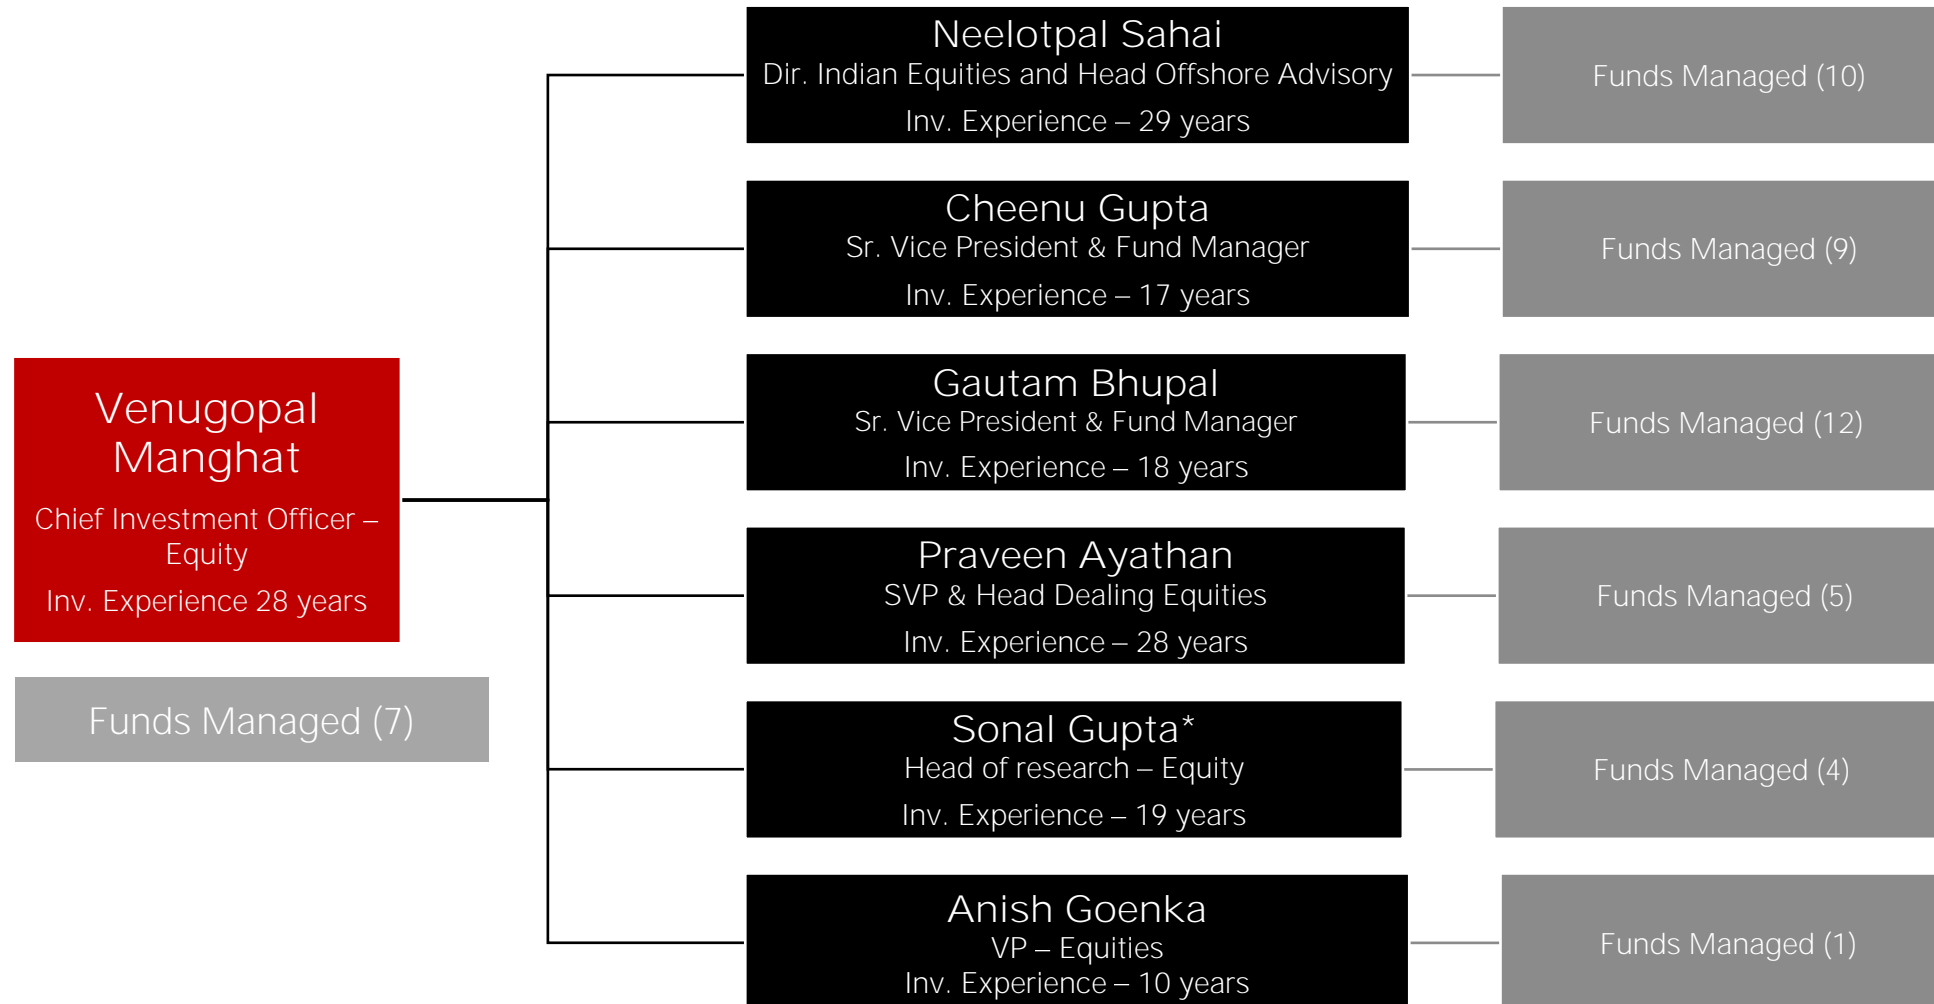 Venugopal
Manghat
Chief Investment Officer –
Equity
Inv. Experience 28 years
Funds Managed (7)
Neelotpal Sahai
Dir. Indian Equities and Head Offshore Advisory
Inv. Experience – 29 years
Funds Managed (10)
Cheenu Gupta
Sr. Vice President & Fund Manager
Inv. Experience – 17 years
Funds Managed (9)
Gautam Bhupal
Sr. Vice President & Fund Manager
Inv. Experience – 18 years
Funds Managed (12)
Praveen Ayathan
SVP & Head Dealing Equities
Inv. Experience – 28 years
Funds Managed (5)
Sonal Gupta*
Head of research – Equity
Inv. Experience – 19 years
Funds Managed (4)
Anish Goenka
VP – Equities
Inv. Experience – 10 years
Funds Managed (1)